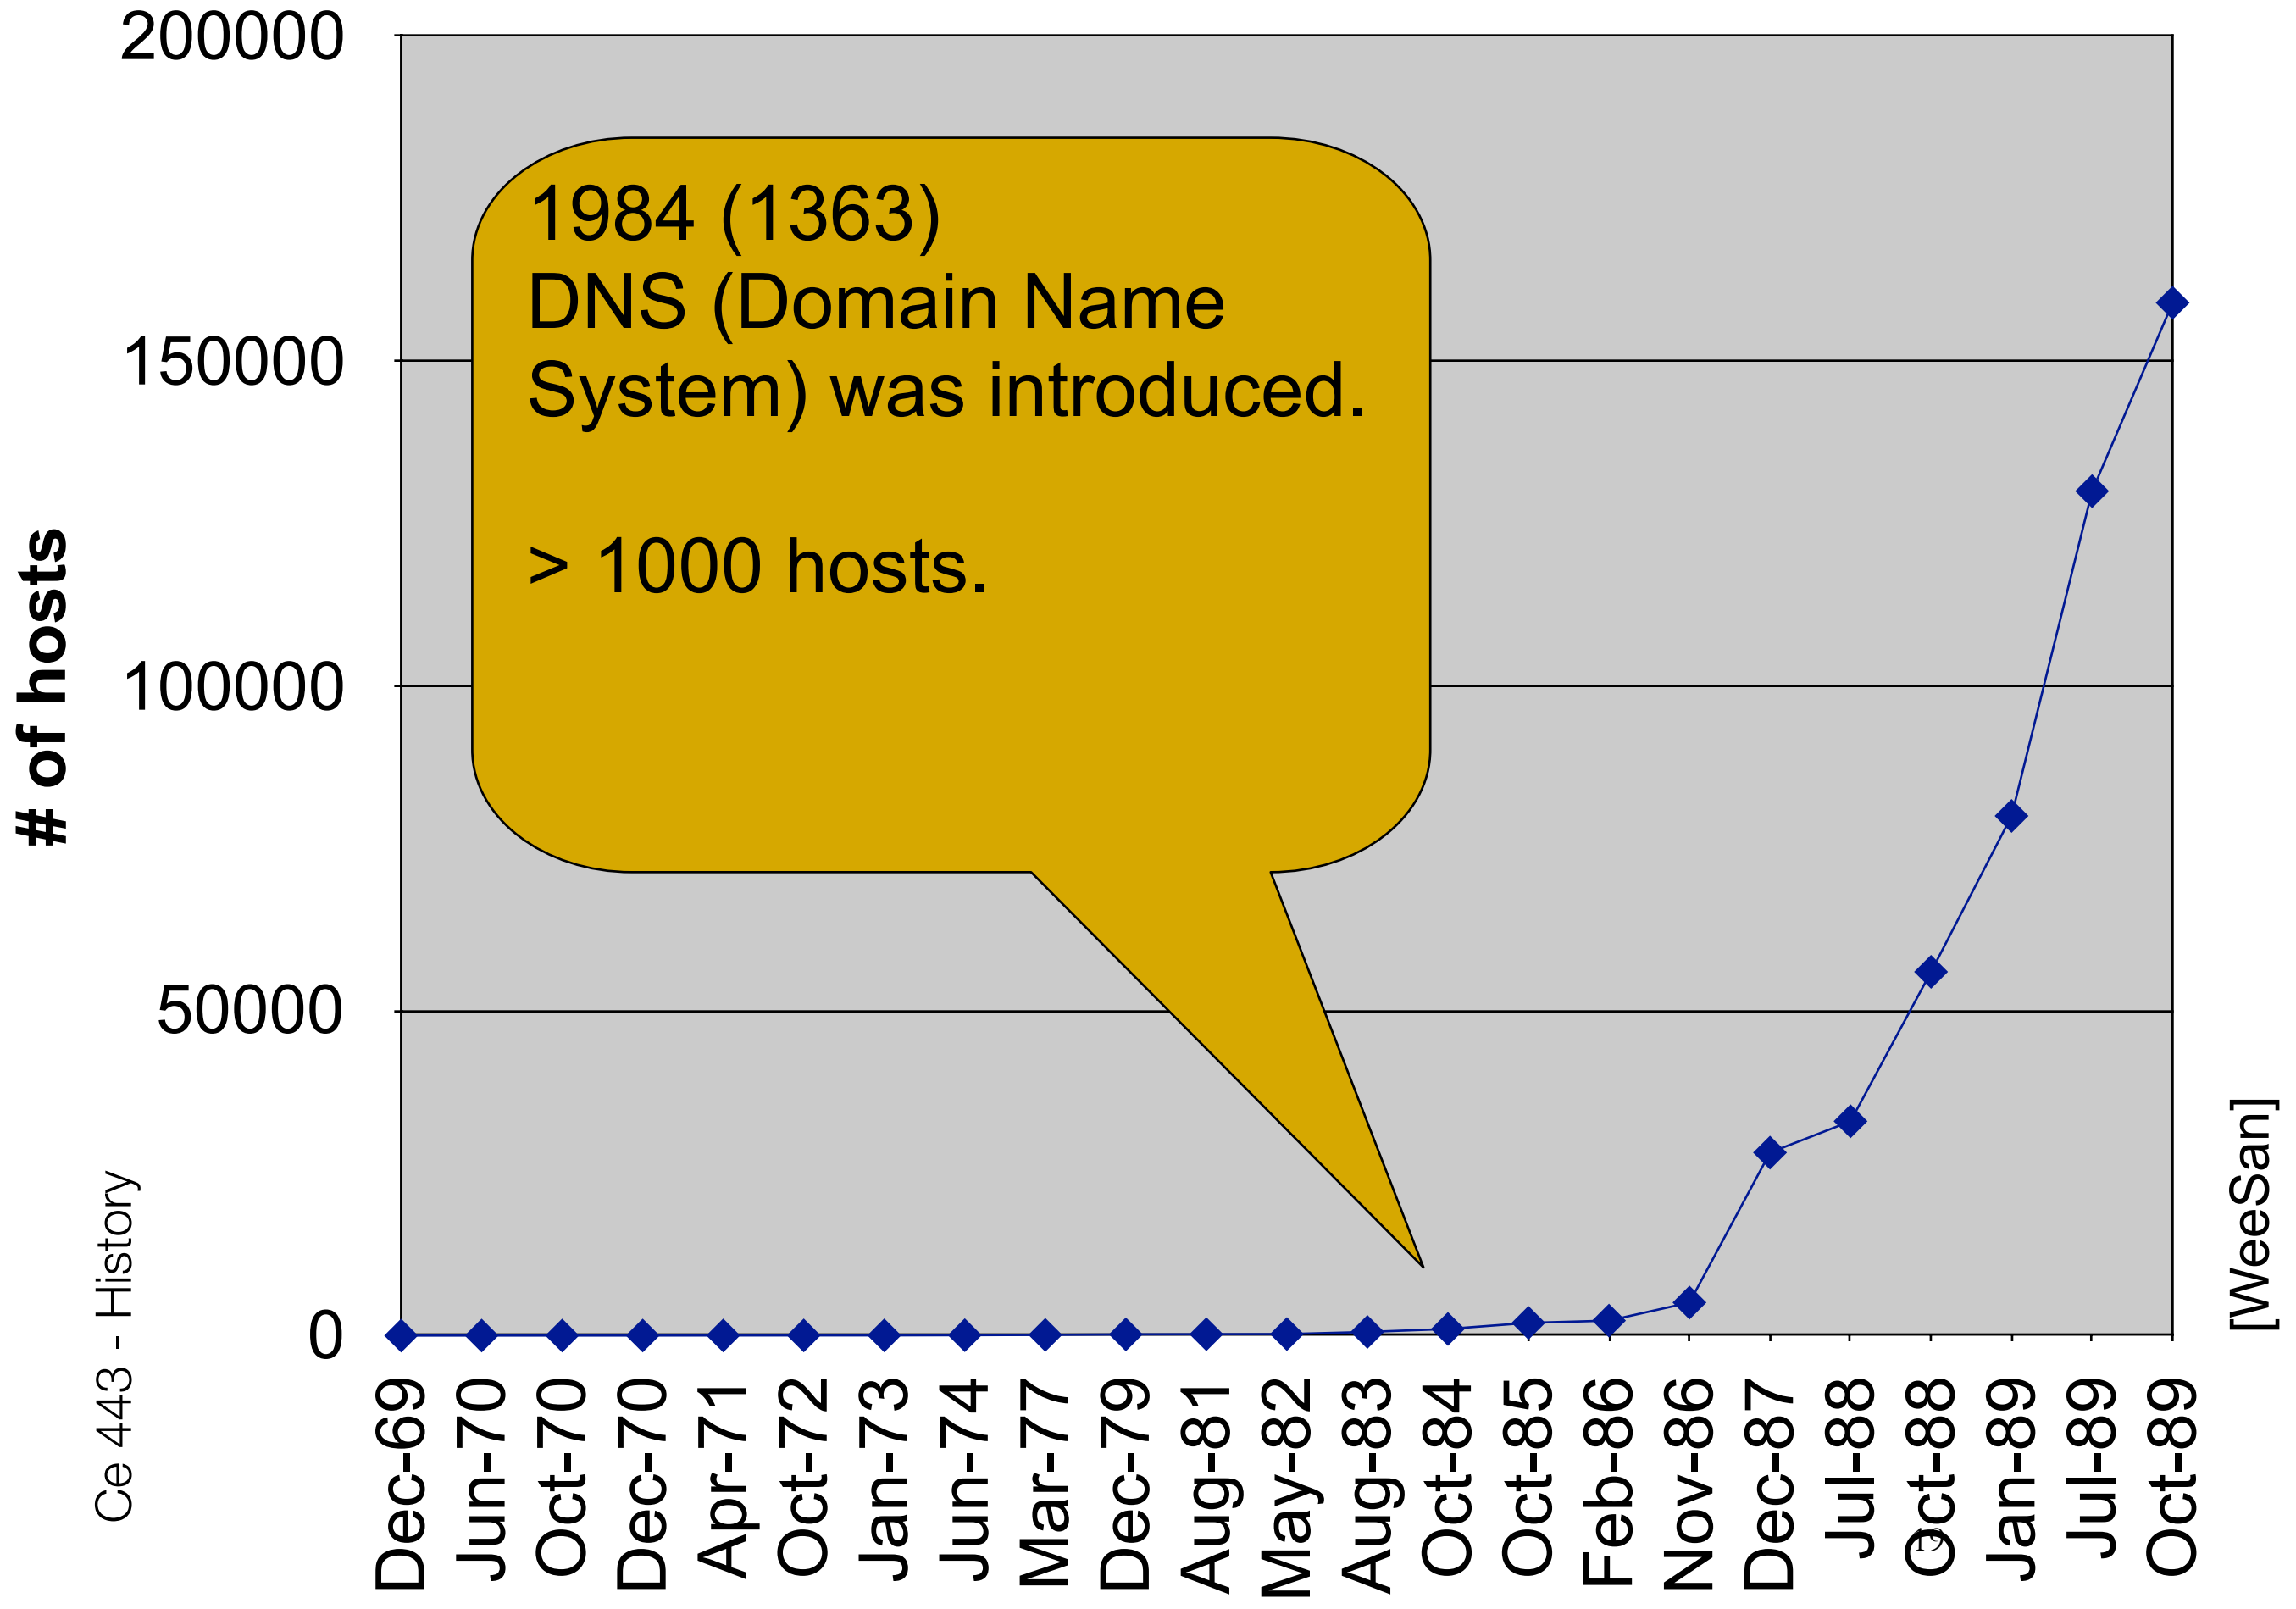 200000
150000
100000
50000
0
# of hosts
1984 (1363)
DNS (Domain Name
System) was introduced.
> 1000 hosts.
Dec-69
Jun-70
Oct-70
Dec-70
Apr-71
Oct-72
Jan-73
Jun-74
Mar-77
Dec-79
Aug-81
May-82
Aug-83
Oct-84
Oct-85
Feb-86
Nov-86
Dec-87
Jul-88
Oct-88
Jan-89
Jul-89
Oct-89
Ce 443 - History
[WeeSan]
19